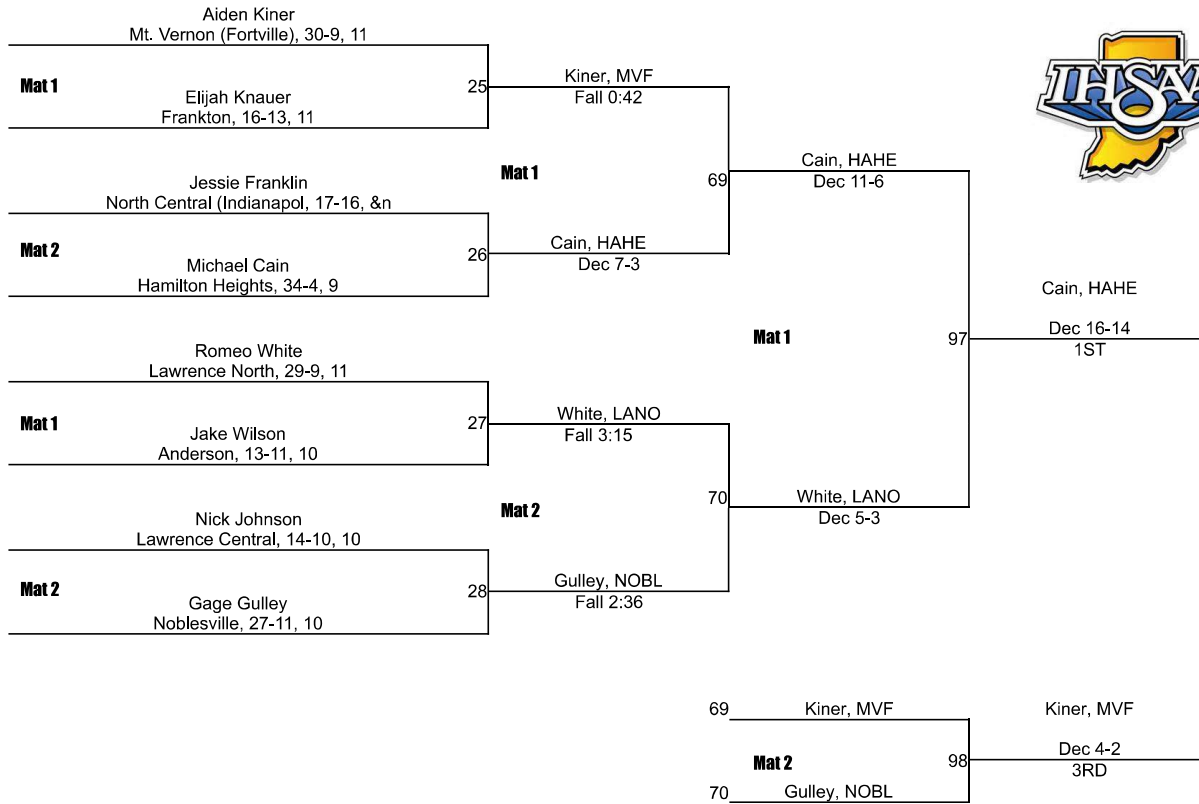 Aiden Kiner
Mt. Vernon (Fortville), 30-9, 11
Mat 1
25
Elijah Knauer
Frankton, 16-13, 11
Kiner, MVF
Fall 0:42
Mat 1
69
Jessie Franklin
North Central (Indianapol, 17-16, &n
Mat 2
26
Michael Cain
Hamilton Heights, 34-4, 9
Cain, HAHE
Dec 7-3
Cain, HAHE
Dec 11-6
Mat 1
97
Romeo White
Lawrence North, 29-9, 11
Mat 1
27
Jake Wilson
Anderson, 13-11, 10
White, LANO
Fall 3:15
Mat 2
70
Nick Johnson
Lawrence Central, 14-10, 10
Mat 2
28
Gage Gulley
Noblesville, 27-11, 10
Gulley, NOBL
Fall 2:36
White, LANO
Dec 5-3
Cain, HAHE
Dec 16-14
1ST
IHSAA
69
Kiner, MVF
Mat 2
98
70
Gulley, NOBL
Kiner, MVF
Dec 4-2
3RD